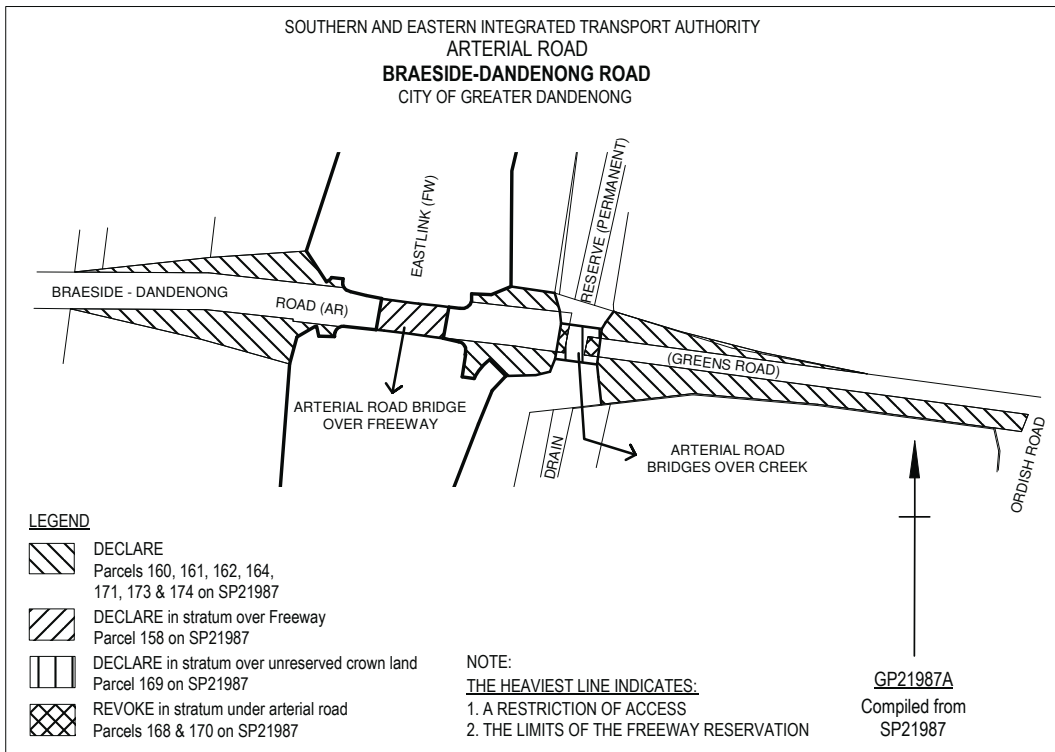 SOUTHERN AND EASTERN INTEGRATED TRANSPORT AUTHORITY
ARTERIAL ROAD
BRAESIDE-DANDENONG ROAD
CITY OF GREATER DANDENONG
EASTLINK (FW)
RESERVE (PERMANENT)
BRAESIDE - DANDENONG
ROAD (AR)
(GREENS ROAD)
ARTERIAL ROAD BRIDGE
OVER FREEWAY
DRAIN
ARTERIAL ROAD
BRIDGES OVER CREEK
ORDISH ROAD
LEGEND
DECLARE
Parcels 160, 161, 162, 164,
171, 173 & 174 on SP21987
DECLARE in stratum over Freeway
Parcel 158 on SP21987
DECLARE in stratum over unreserved crown land
Parcel 169 on SP21987
REVOKE in stratum under arterial road
Parcels 168 & 170 on SP21987
NOTE:
THE HEAVIEST LINE INDICATES:
1. A RESTRICTION OF ACCESS
2. THE LIMITS OF THE FREEWAY RESERVATION
GP21987A
Compiled from
SP21987